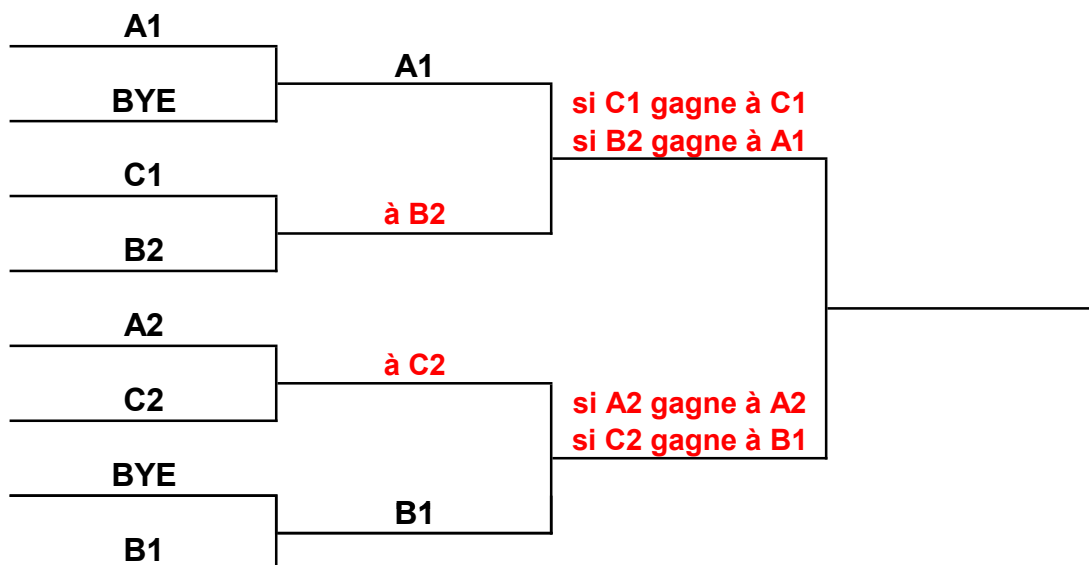 A1
BYE
C1
B2
A2
C2
BYE
B1
A1
à B2
à C2
B1
si C1 gagne à C1
si B2 gagne à A1
si A2 gagne à A2
si C2 gagne à B1